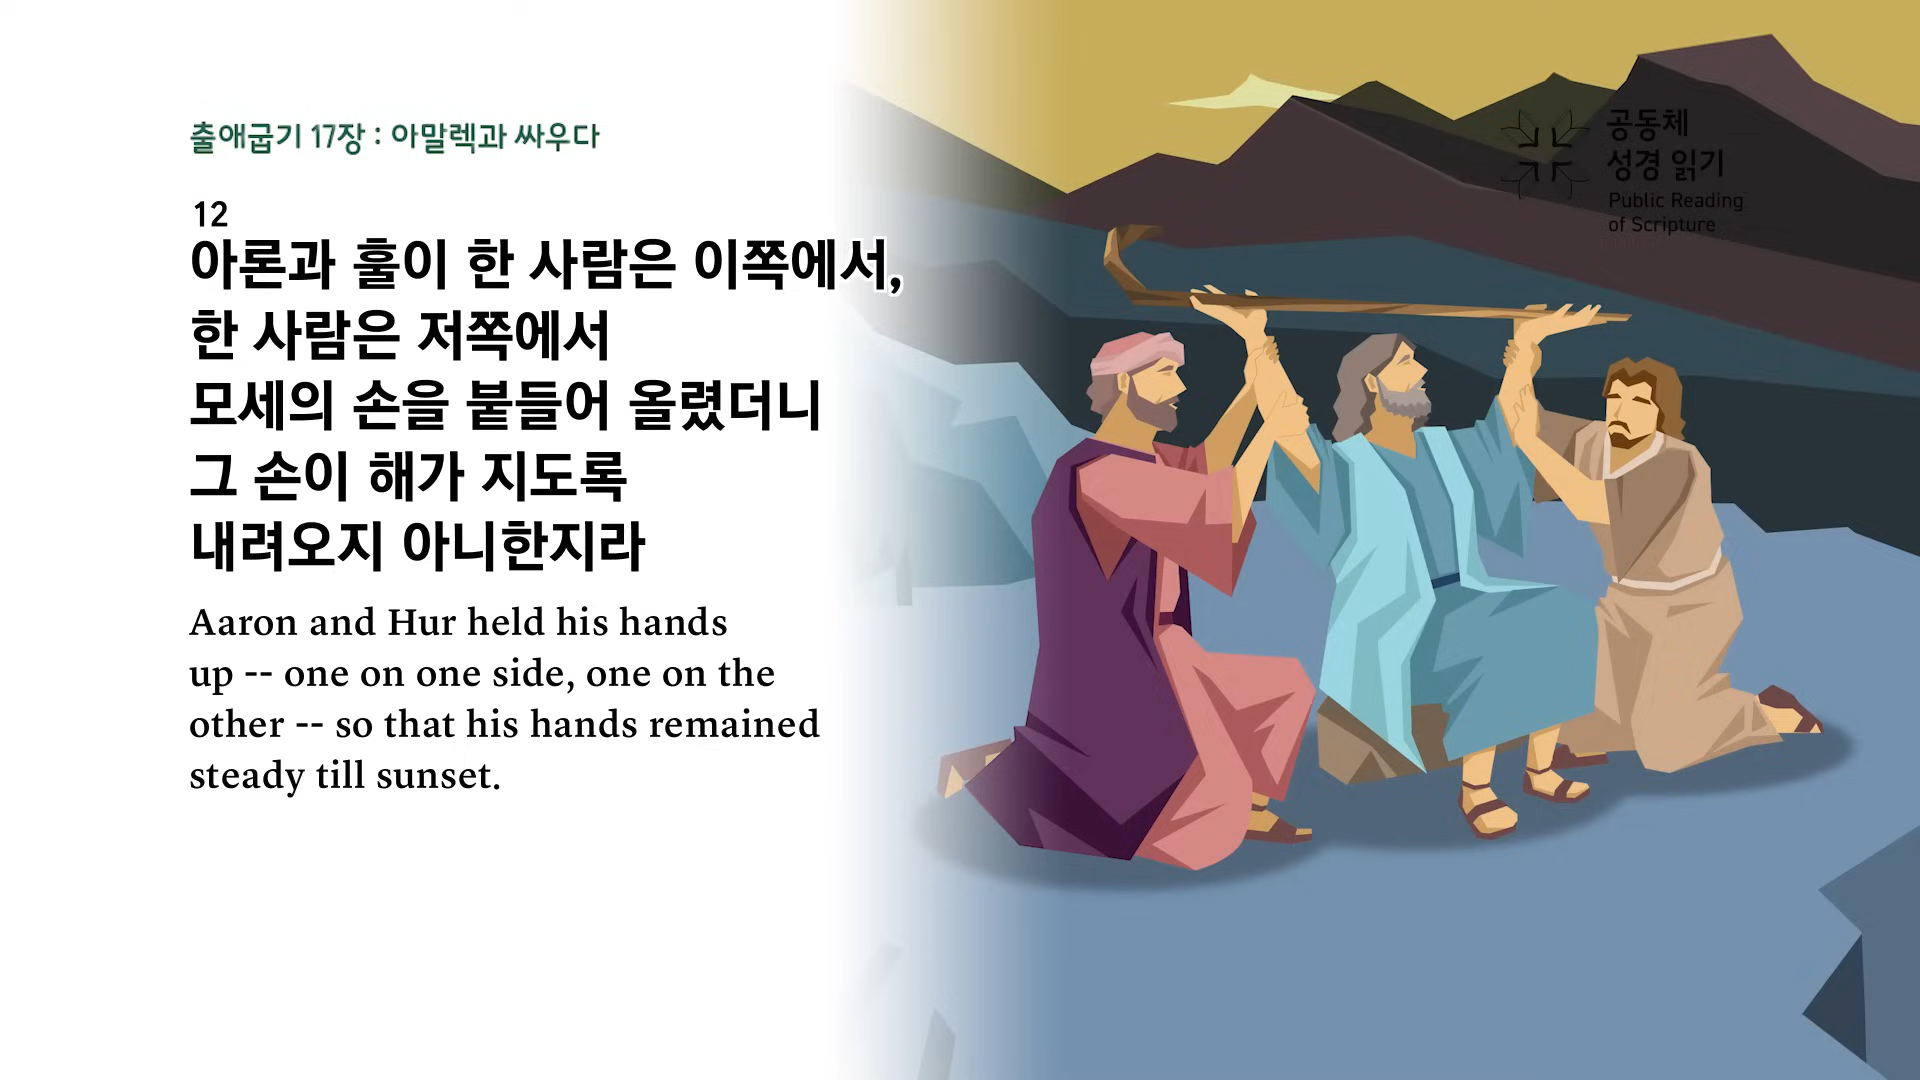 출애굽기 17장 : 아말렉과 싸우다
12
아론과 훌이 한 사람은 이쪽에서,
한 사람은 저쪽에서
모세의 손을 붙들어 올렸더니
그 손이 해가 지도록
내려오지 아니한지라
Aaron and Hur held his hands
up -- one on one side, one on the
other -- so that his hands remained
steady till sunset.
공동체
성경 읽기
Public Reading
of Scripture